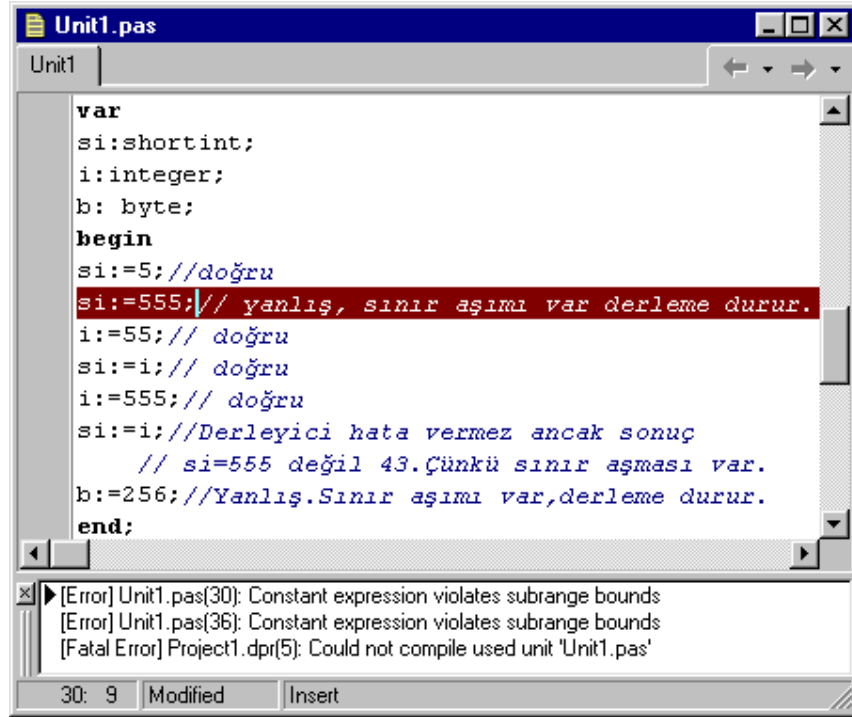 Unit1.pas
Unit1
var
si:shortint;
i:integer;
b: byte;
begin
si:=5;//doğru
si:=555;// yanlış, sınır aşımı var derleme durur.
i:=55;// doğru
si:=i;// doğru
i:=555;// doğru
si:=i;//Derleyici hata vermez ancak sonuç
// si=555 değil 43.Çünkü sınır aşması var.
b:=256;//Yanlış.Sınır aşımı var,derleme durur.
end;
[Error] Unit1.pas(30): Constant expression violates subrange bounds
[Error] Unit1.pas(36): Constant expression violates subrange bounds
[Fatal Error] Project1.dpr(5): Could not compile used unit 'Unit1.pas'
30: 9 Modified Insert